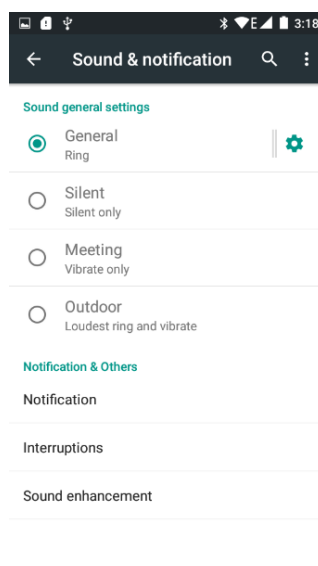 E 3:18
Sound & notification
Sound general settings
General
Ring
Silent
Silent only
Meeting
Vibrate only
Outdoor
Loudest ring and vibrate
Notification & Others
Notification
Interruptions
Sound enhancement